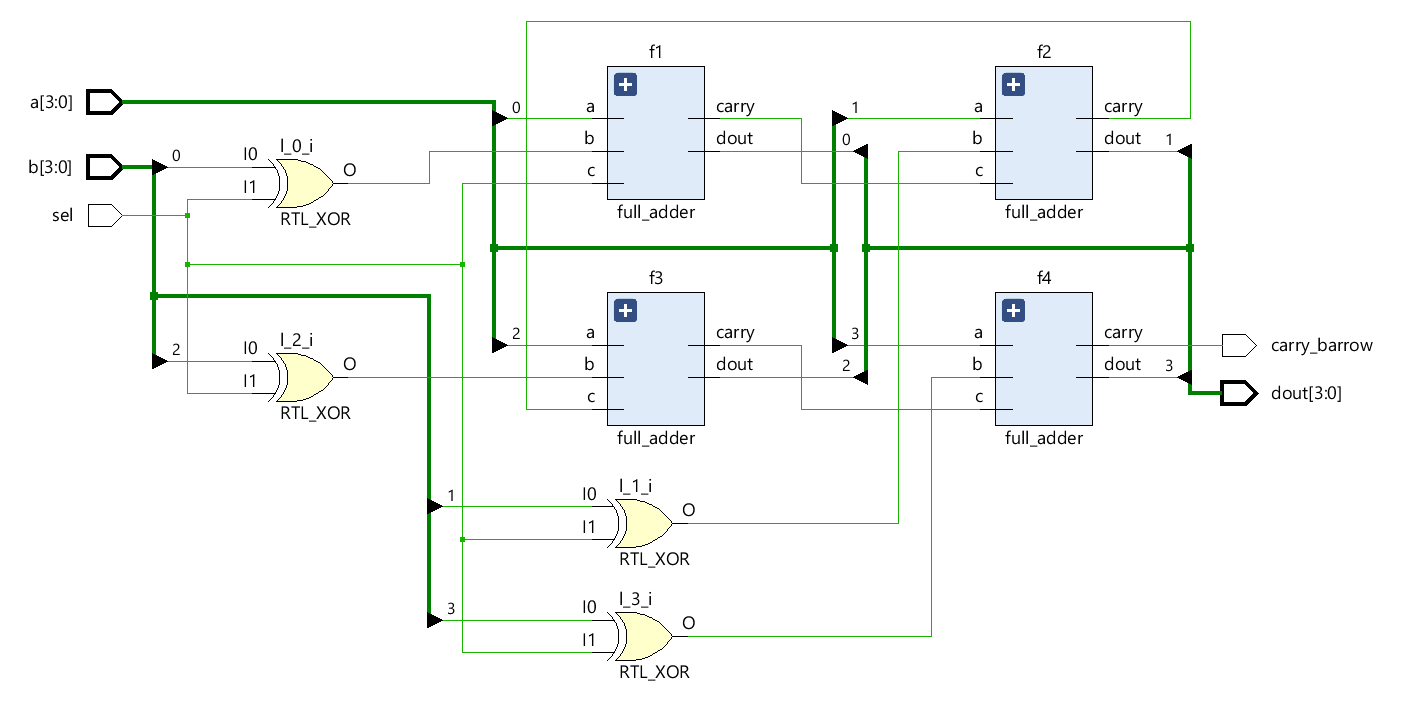 f1
f2
a[3:0]
0
a
carry
1
a
carry
b
dout
0
b
dout
1
b[3:0]
0
I0
I_0_i
O
c
c
I1
sel
RTL_XOR
full_adder
full_adder
f3
f4
2
I0
I_2_i
O
2
a
carry
3
a
carry
carry_barrow
b
dout
2
b
dout
3
I1
dout[3:0]
c
c
RTL_XOR
full_adder
full_adder
1
I0
I_1_i
O
I1
RTL_XOR
3
I0
I_3_i
O
I1
RTL_XOR